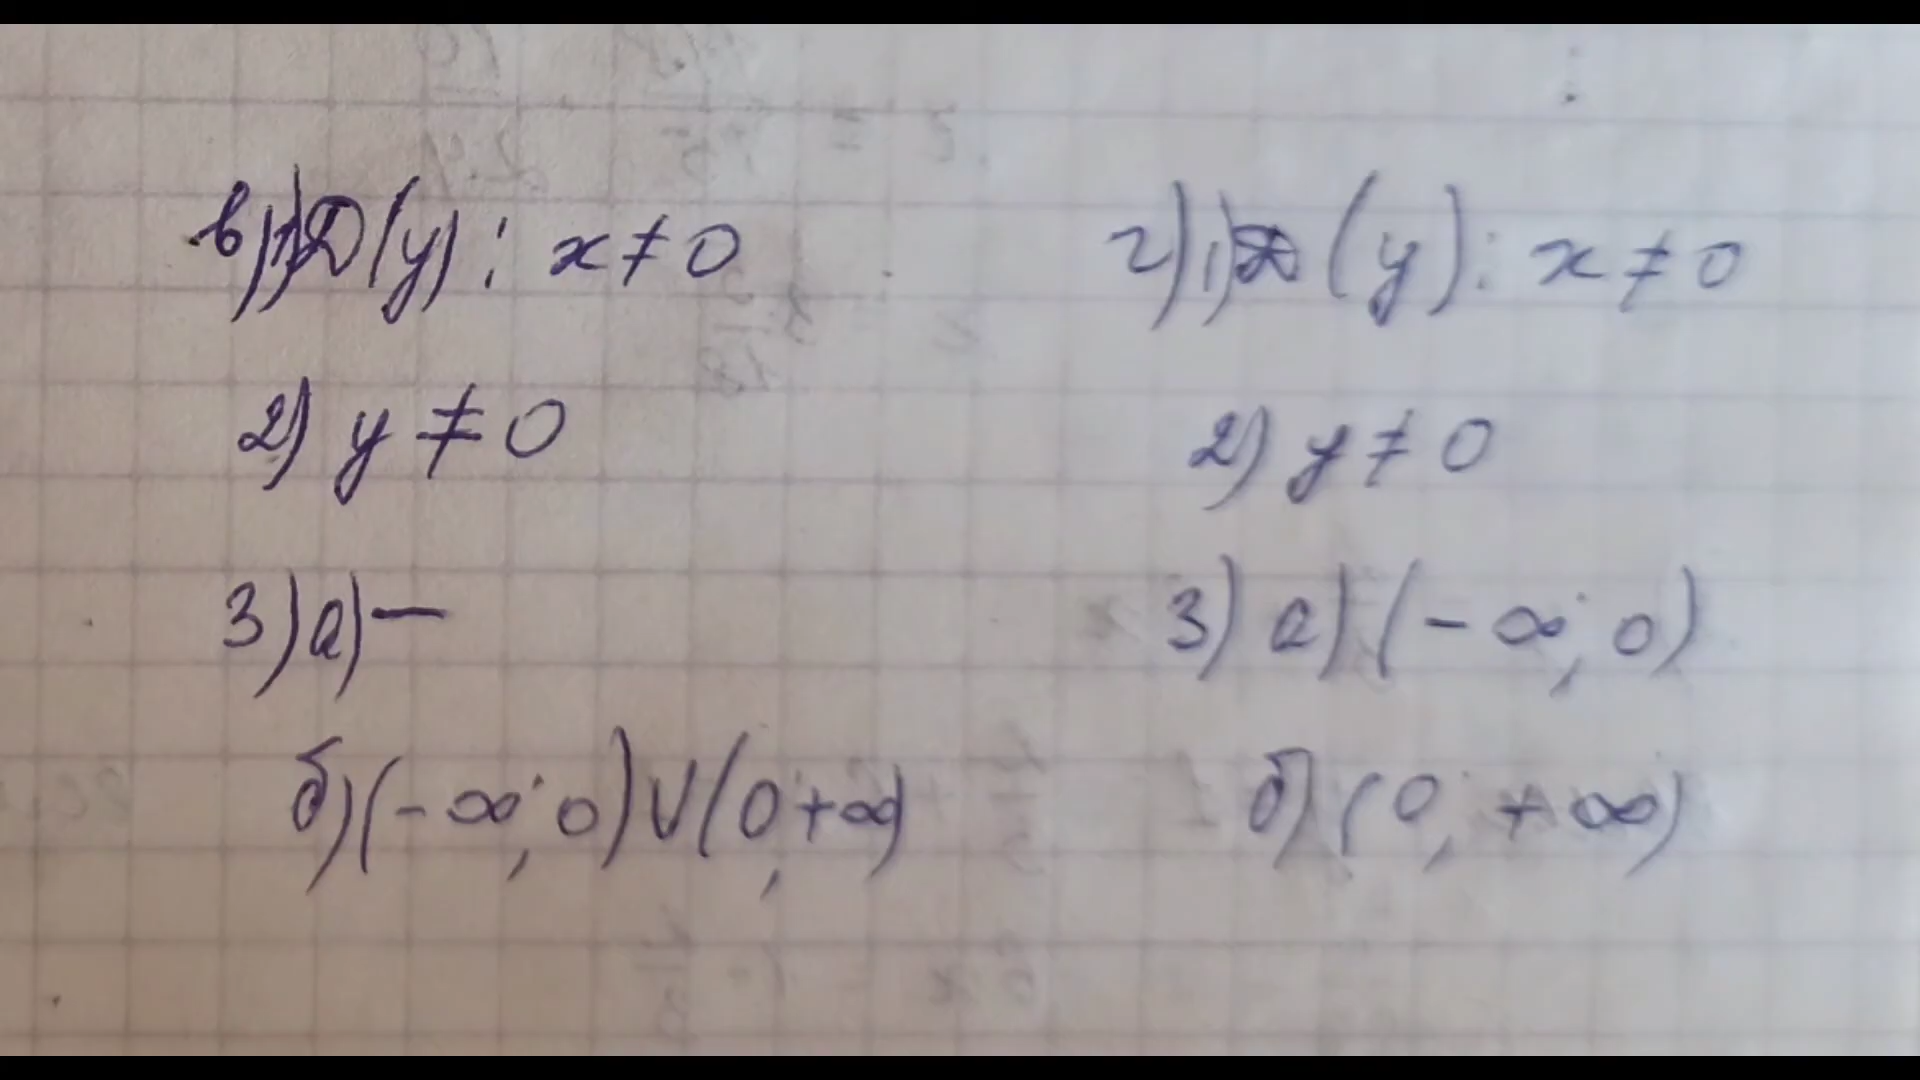 в) 1) D(y): x ≠ 0
2) y ≠ 0
3) а) —
б) (-∞; 0) ∪ (0; +∞)
г) 1) D(y): x ≠ 0
2) y ≠ 0
3) а) (-∞; 0)
б) (0; +∞)